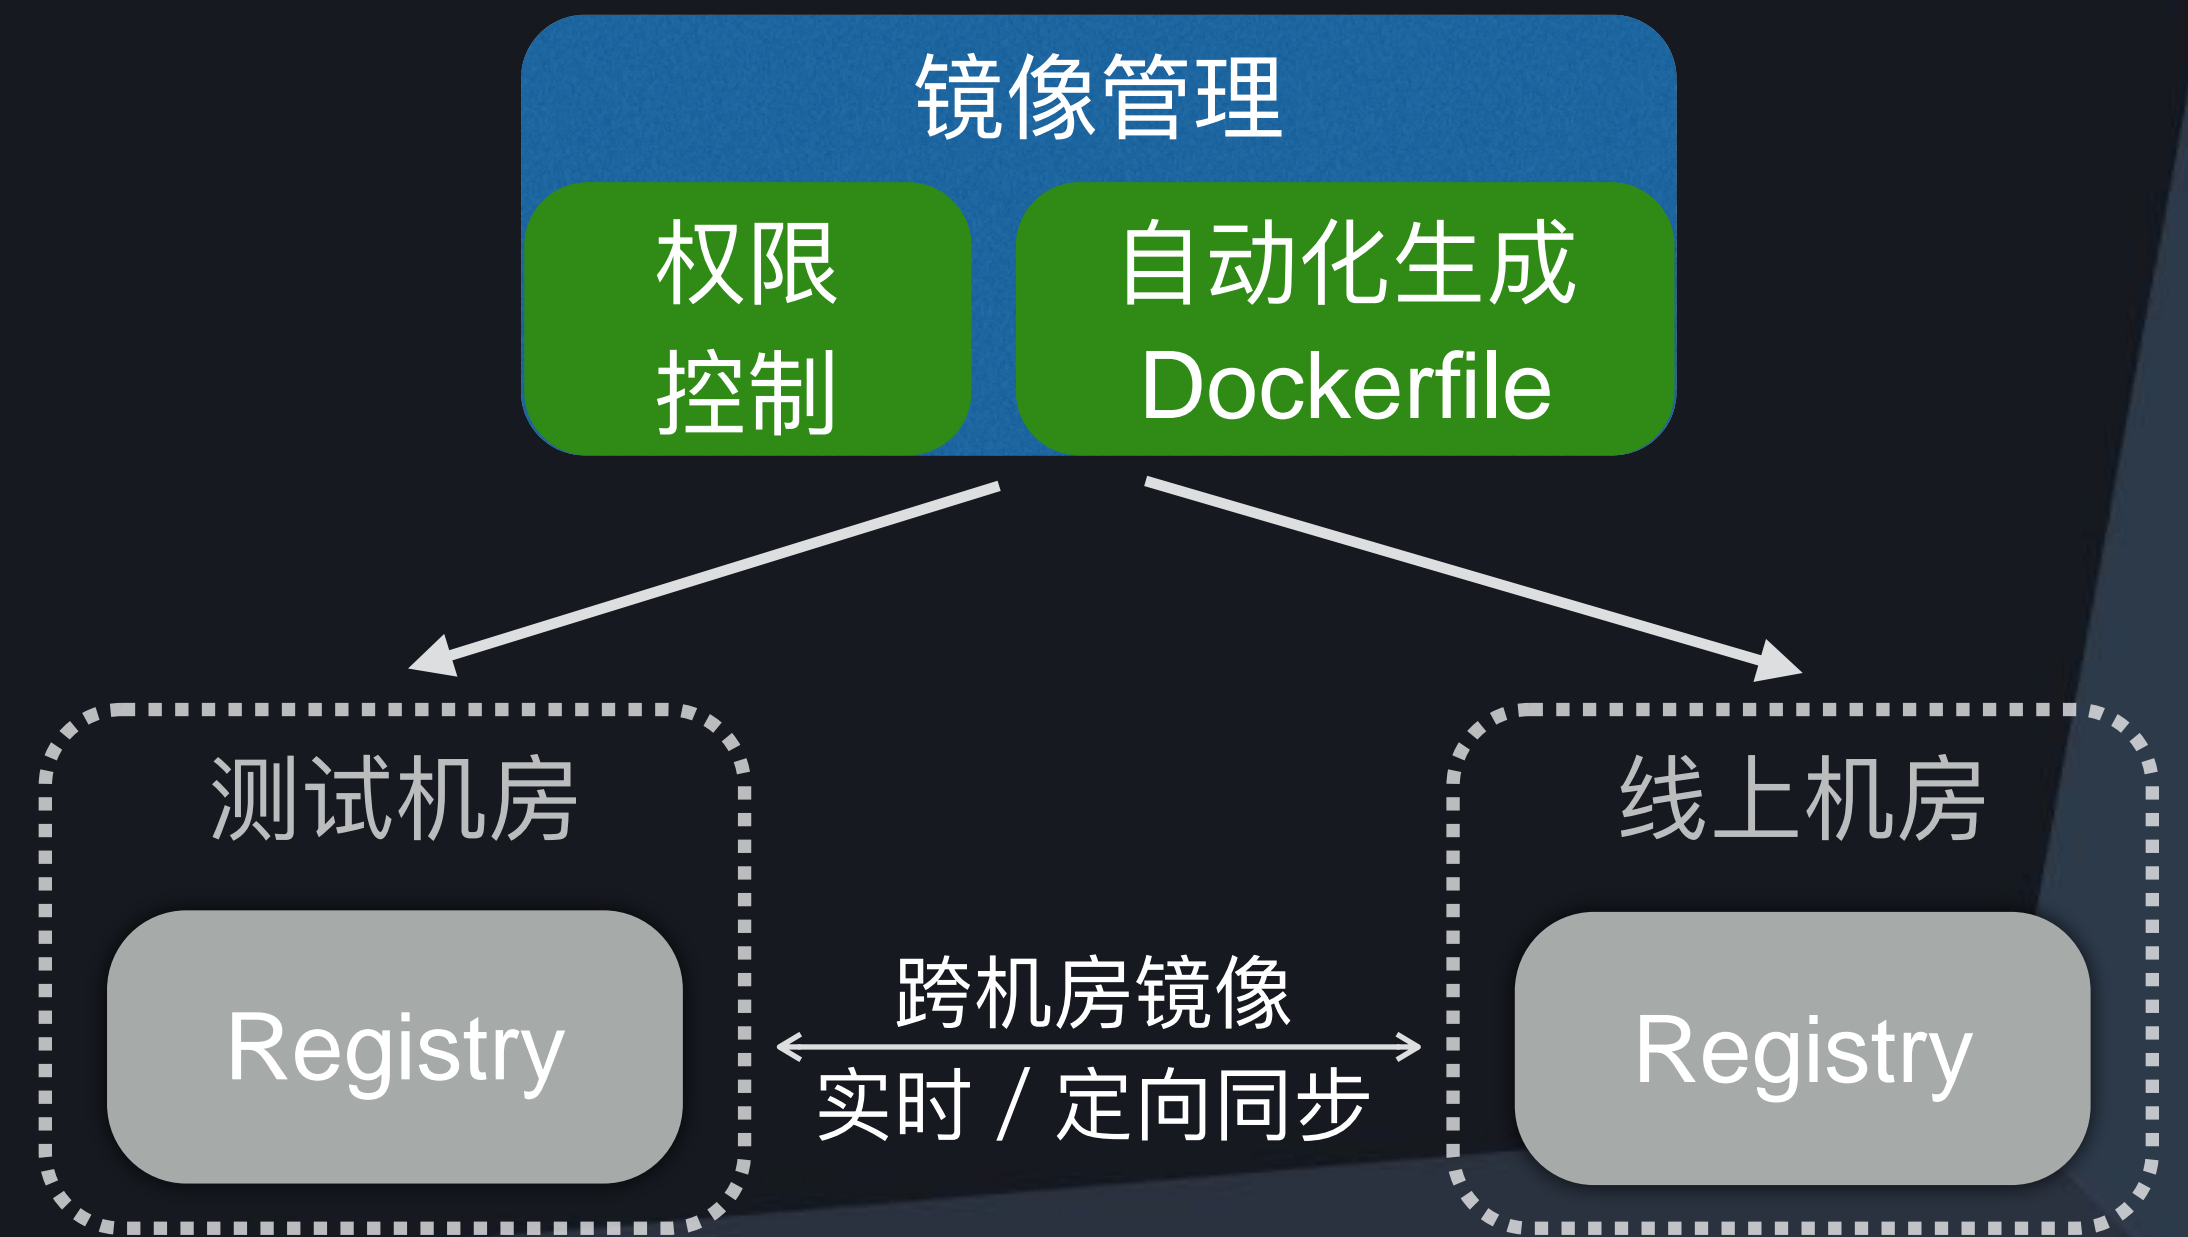 镜像管理
权限
控制
自动化生成
Dockerfile
测试机房
线上机房
Registry
跨机房镜像
实时 / 定向同步
Registry